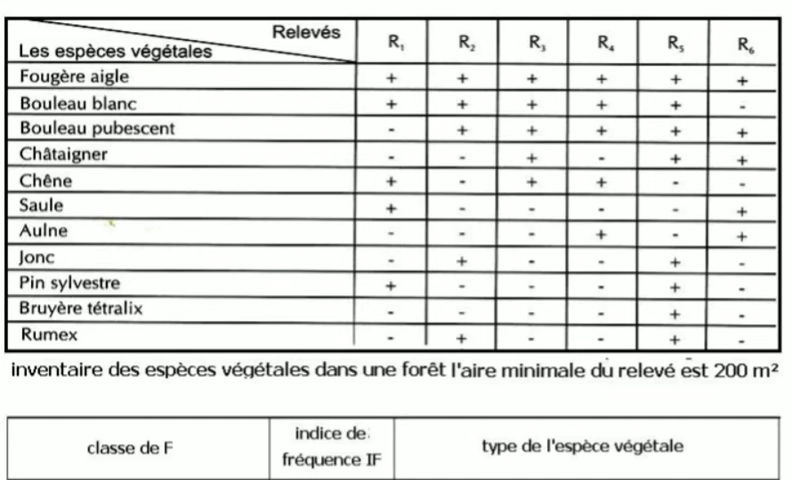 Relevés
Les espèces végétales R₁ R₂ R₃ R₄ R₅ R₆
Fougère aigle + + + + + +
Bouleau blanc + + + + + -
Bouleau pubescent - + + + + +
Châtaigner - - + - + +
Chêne + - + + - -
Saule + - - - - +
Aulne - - - + - +
Jonc - + - - + -
Pin sylvestre + - - - + -
Bruyère tétralix - - - - + -
Rumex - + - - + -
inventaire des espèces végétales dans une forêt l'aire minimale du relevé est 200 m²
classe de F indice de fréquence IF type de l'espèce végétale